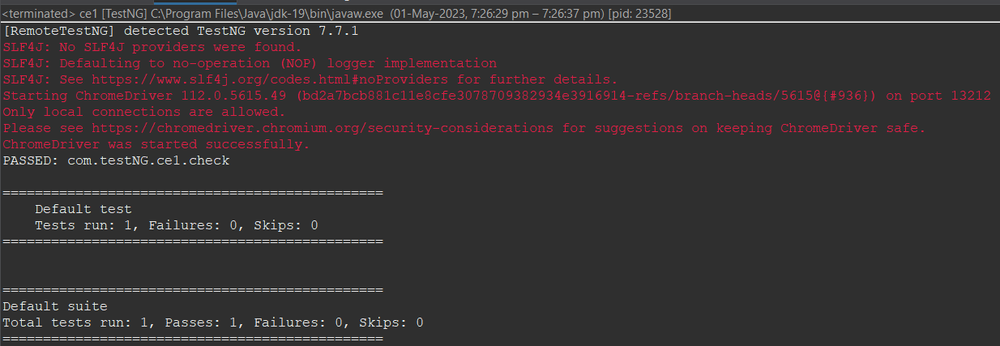 <terminated> ce1 [TestNG] C:\Program Files\Java\jdk-19\bin\javaw.exe (01-May-2023, 7:26:29 pm – 7:26:37 pm) [pid: 23528]
[RemoteTestNG] detected TestNG version 7.7.1
SLF4J: No SLF4J providers were found.
SLF4J: Defaulting to no-operation (NOP) logger implementation
SLF4J: See https://www.slf4j.org/codes.html#noProviders for further details.
Starting ChromeDriver 112.0.5615.49 (bd2a7bcb881c11e8cfe3078709382934e3916914-refs/branch-heads/5615@{#936}) on port 13212
Only local connections are allowed.
Please see https://chromedriver.chromium.org/security-considerations for suggestions on keeping ChromeDriver safe.
ChromeDriver was started successfully.
PASSED: com.testNG.ce1.check
===============================================
Default test
Tests run: 1, Failures: 0, Skips: 0
===============================================
===============================================
Default suite
Total tests run: 1, Passes: 1, Failures: 0, Skips: 0
===============================================